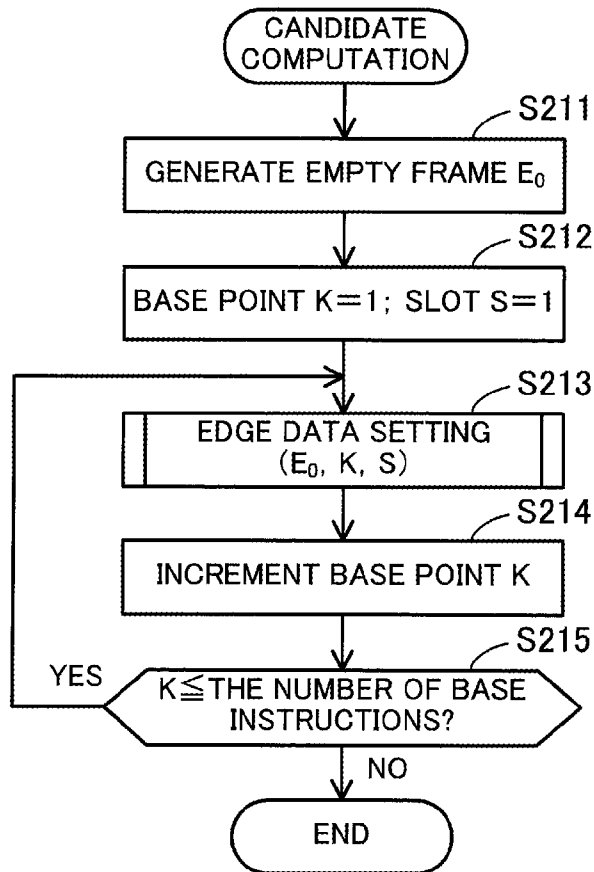 CANDIDATE
COMPUTATION
S211
GENERATE EMPTY FRAME E₀
S212
BASE POINT K=1; SLOT S=1
S213
EDGE DATA SETTING
(E₀, K, S)
S214
INCREMENT BASE POINT K
S215
YES
K≦THE NUMBER OF BASE
INSTRUCTIONS?
NO
END